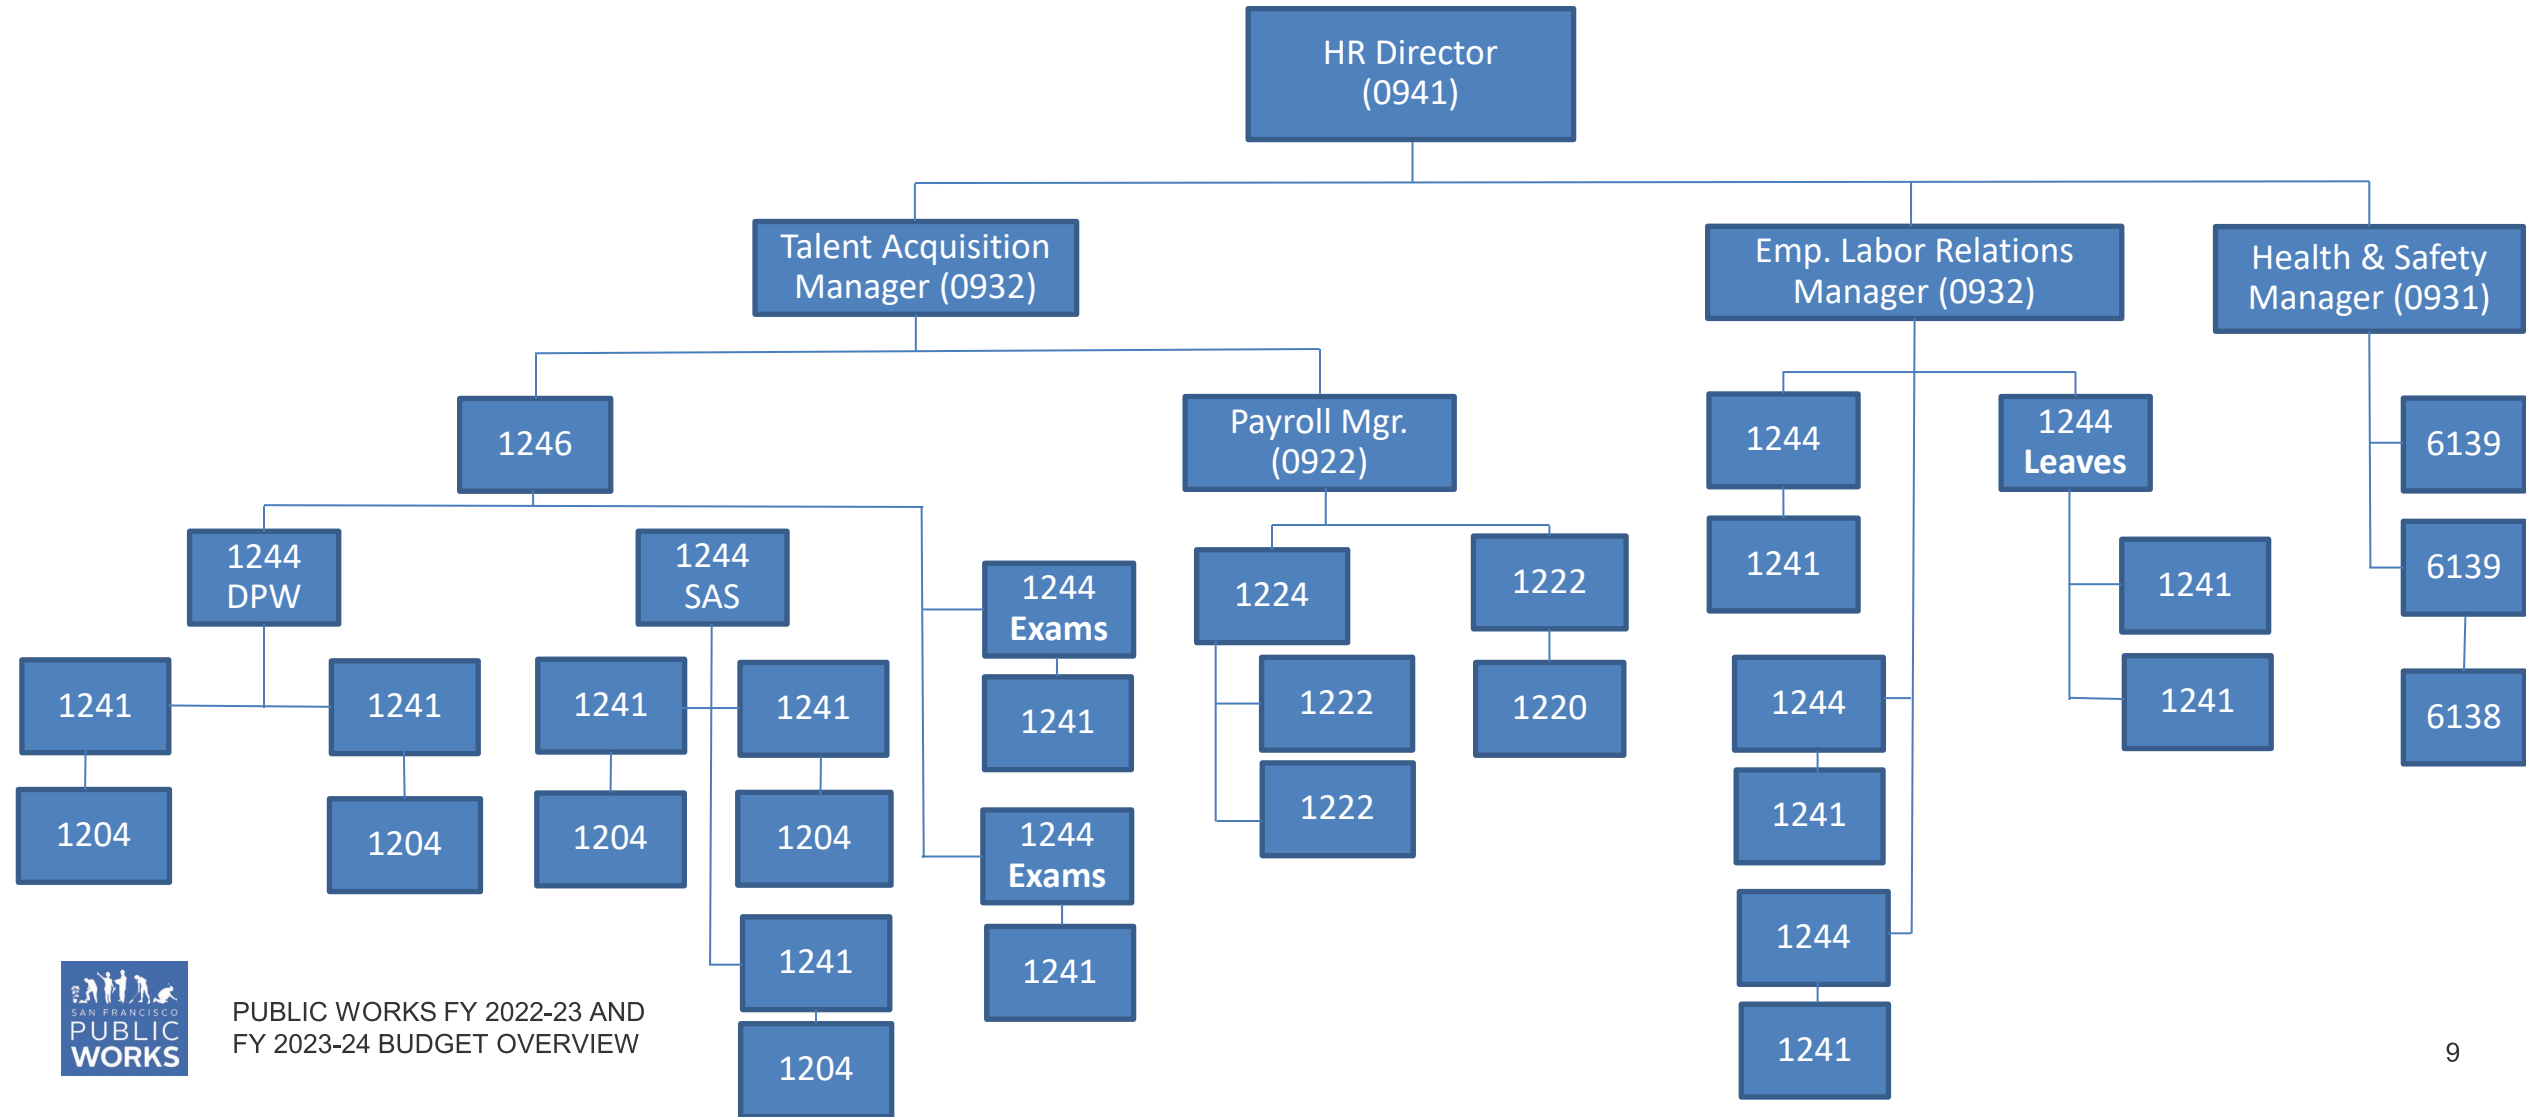 HR Director
(0941)
Talent Acquisition
Manager (0932)
Emp. Labor Relations
Manager (0932)
Health & Safety
Manager (0931)
1246
Payroll Mgr.
(0922)
1244
1244
Leaves
6139
1244
DPW
1244
SAS
1244
Exams
1224
1222
1241
1241
6139
1241
1241
1241
1241
1241
1222
1220
1244
1241
6138
1204
1204
1204
1204
1244
Exams
1222
1241
1241
1204
1241
1244
1241
SAN FRANCISCO
PUBLIC
WORKS
PUBLIC WORKS FY 2022-23 AND
FY 2023-24 BUDGET OVERVIEW
9